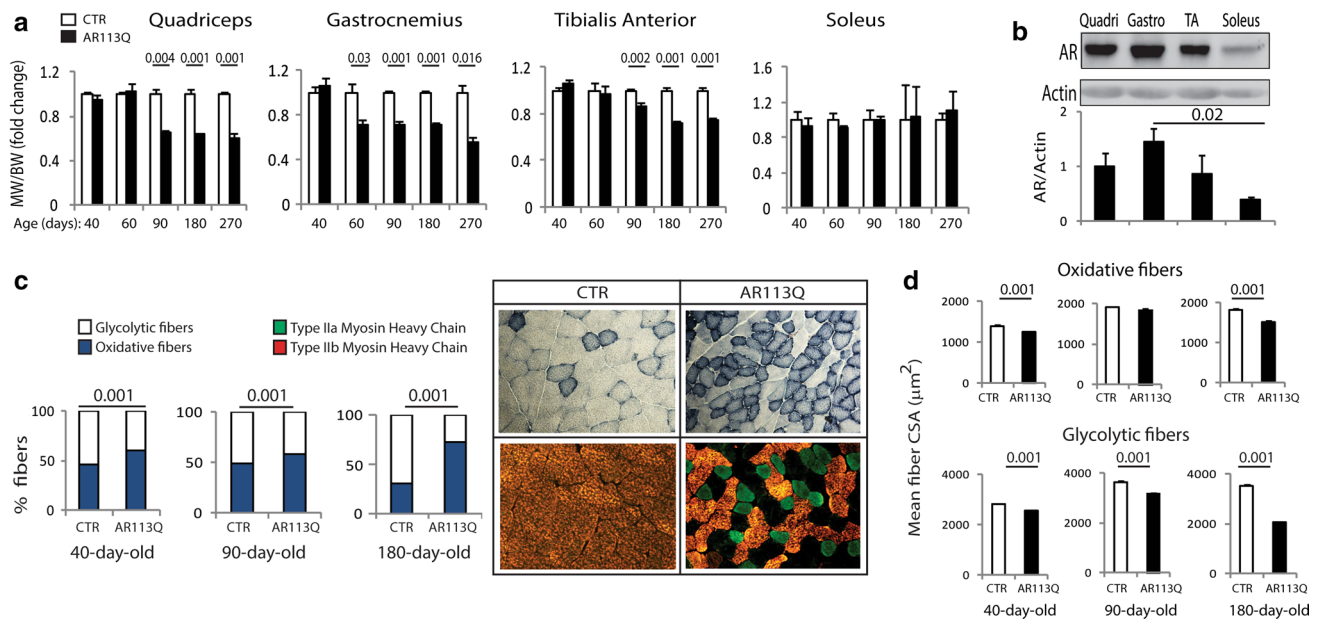 a
CTR
AR113Q
Quadriceps
Gastrocnemius
Tibialis Anterior
Soleus
MW/BW (fold change)
0.004 0.001 0.001
1.2
0.8
0.4
0
0.03 0.001 0.001 0.016
1.2
0.8
0.4
0
0.002 0.001 0.001
1.2
0.8
0.4
0
1.6
1.2
0.8
0.4
0
Age (days): 40 60 90 180 270
40 60 90 180 270
40 60 90 180 270
40 60 90 180 270
b
Quadri Gastro TA Soleus
AR
Actin
AR/Actin
0.02
2
1
0
c
Glycolytic fibers
Oxidative fibers
Type IIa Myosin Heavy Chain
Type IIb Myosin Heavy Chain
% fibers
0.001
100
50
0
CTR AR113Q
40-day-old
0.001
100
50
0
CTR AR113Q
90-day-old
0.001
100
50
0
CTR AR113Q
180-day-old
CTR AR113Q
d
Mean fiber CSA (μm²)
Oxidative fibers
0.001
2000
1000
0
CTR AR113Q
2000
1000
0
CTR AR113Q
0.001
2000
1000
0
CTR AR113Q
Glycolytic fibers
0.001
4000
2000
0
CTR AR113Q
40-day-old
0.001
4000
2000
0
CTR AR113Q
90-day-old
0.001
4000
2000
0
CTR AR113Q
180-day-old